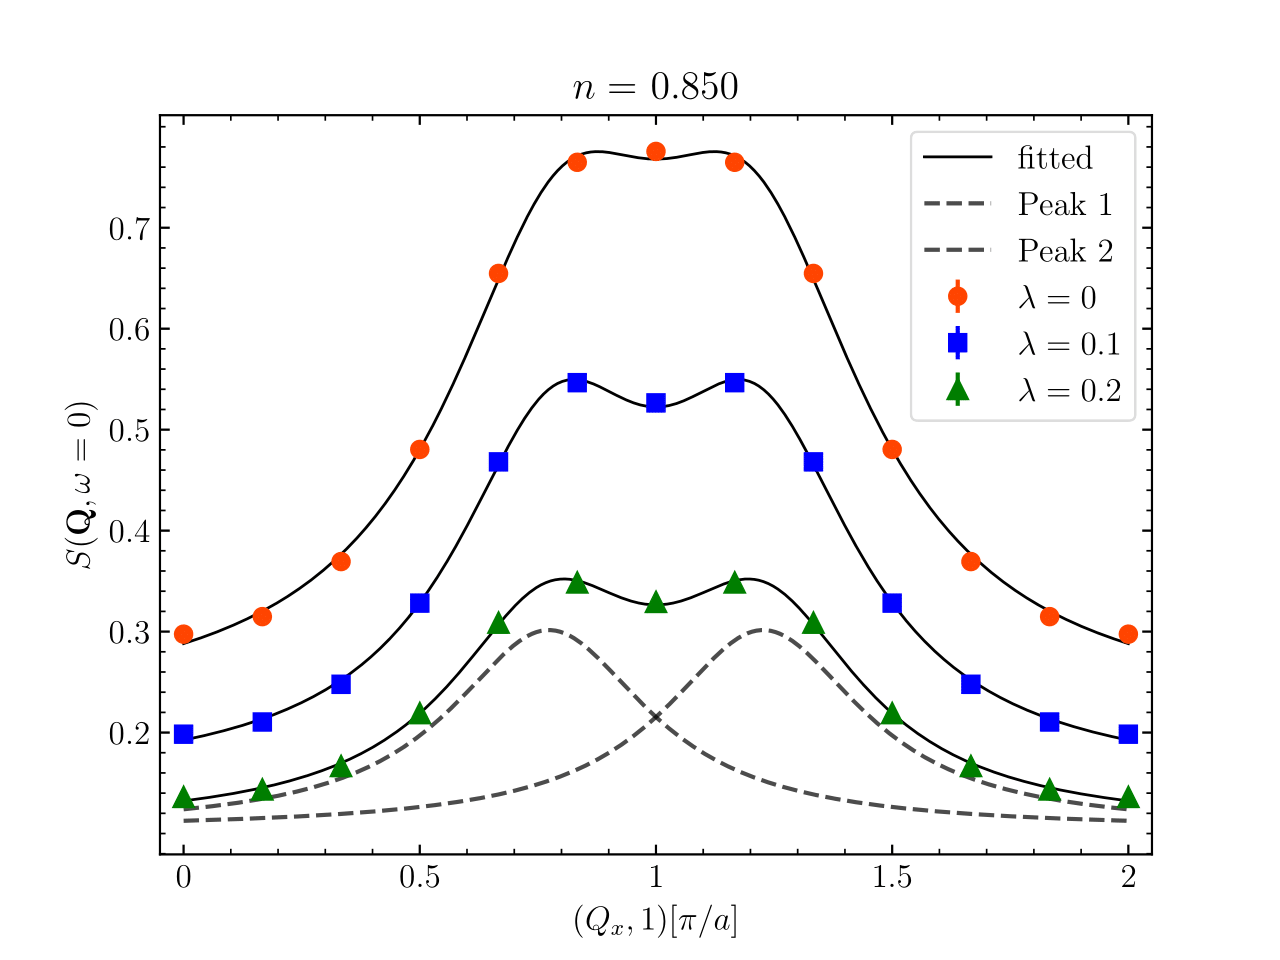 n = 0.850
fitted
Peak 1
Peak 2
λ = 0
λ = 0.1
λ = 0.2
0.7
0.6
0.5
0.4
0.3
0.2
S(Q, ω = 0)
0 0.5 1 1.5 2
(Qₓ, 1)[π/a]